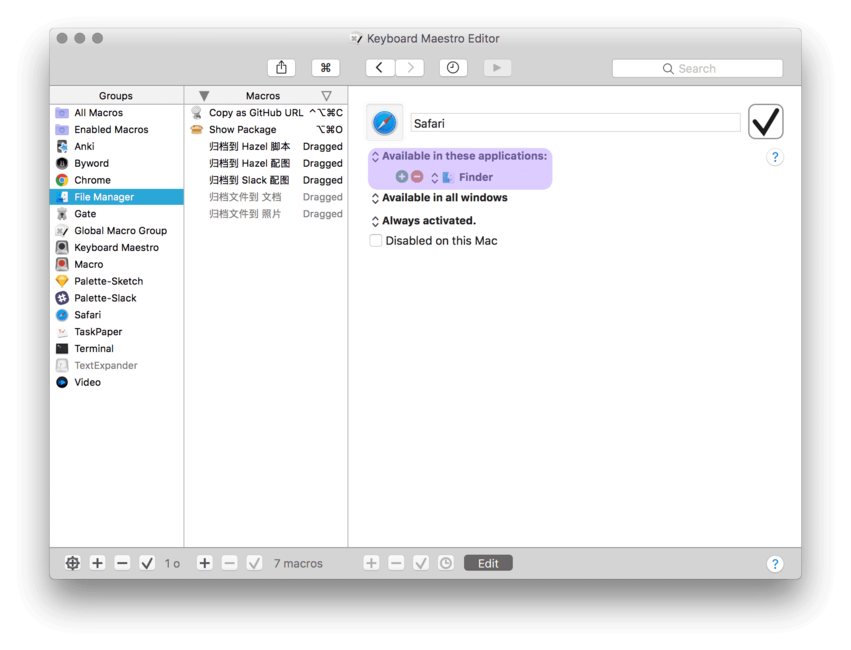 Keyboard Maestro Editor
Search
Groups
Macros
All Macros
Enabled Macros
Anki
Byword
Chrome
File Manager
Gate
Global Macro Group
Keyboard Maestro
Macro
Palette-Sketch
Palette-Slack
Safari
TaskPaper
Terminal
TextExpander
Video
Copy as GitHub URL ^⌥⌘C
Show Package ⌥⌘O
归档到 Hazel 脚本 Dragged
归档到 Hazel 配图 Dragged
归档到 Slack 配图 Dragged
归档文件到 文档 Dragged
归档文件到 照片 Dragged
Safari
Available in these applications:
Finder
Available in all windows
Always activated.
Disabled on this Mac
1 o
7 macros
Edit